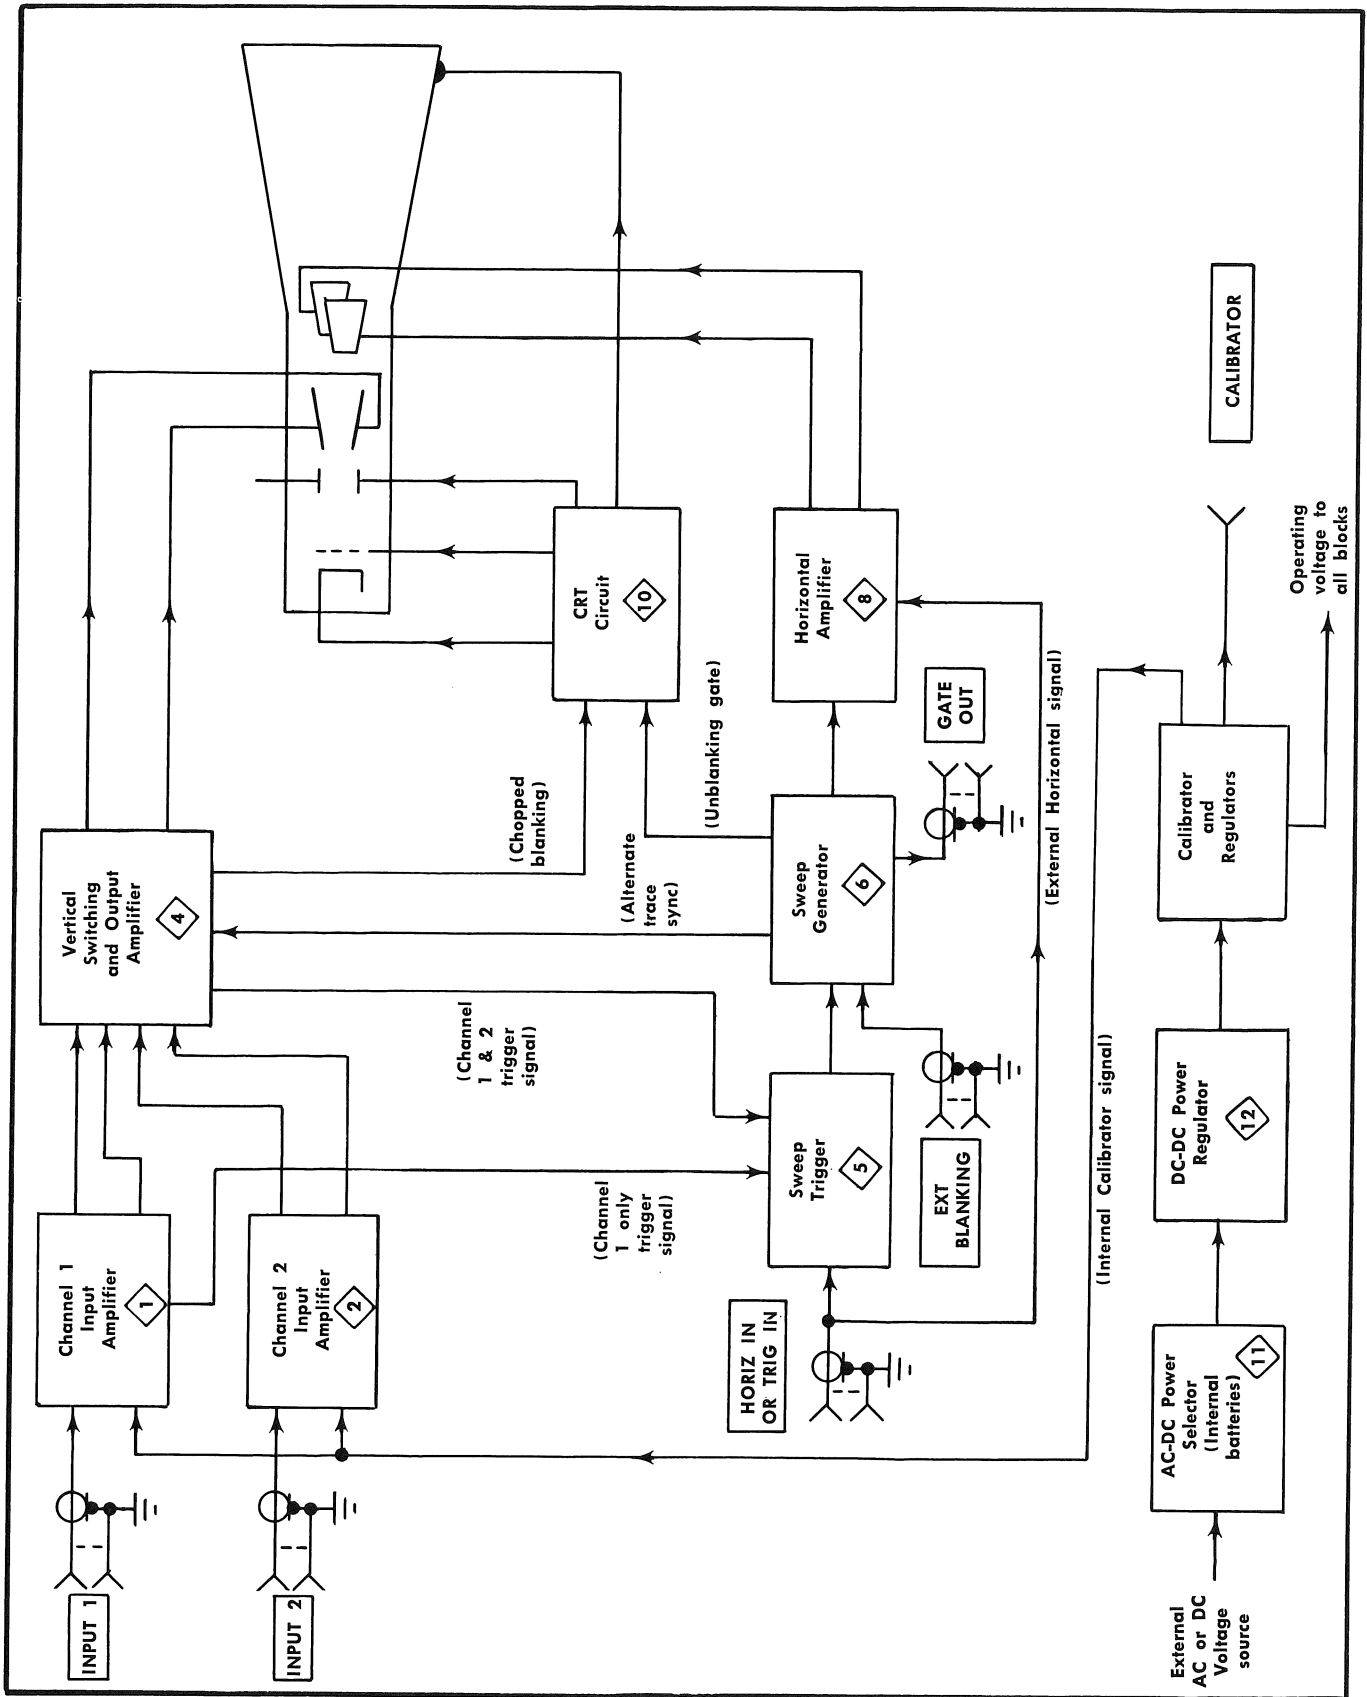 INPUT 1
Channel 1
Input
Amplifier
1
Vertical
Switching
and Output
Amplifier
4
INPUT 2
Channel 2
Input
Amplifier
2
(Channel
1 & 2
trigger
signal)
(Chopped
blanking)
(Channel
1 only
trigger
signal)
(Alternate
trace
sync)
(Unblanking gate)
CRT
Circuit
10
HORIZ IN
OR TRIG IN
Sweep
Trigger
5
Sweep
Generator
6
Horizontal
Amplifier
8
EXT
BLANKING
GATE
OUT
(External Horizontal signal)
(Internal Calibrator signal)
External
AC or DC
Voltage
source
AC-DC Power
Selector
(Internal
batteries)
11
DC-DC Power
Regulator
12
Calibrator
and
Regulators
CALIBRATOR
Operating
voltage to
all blocks